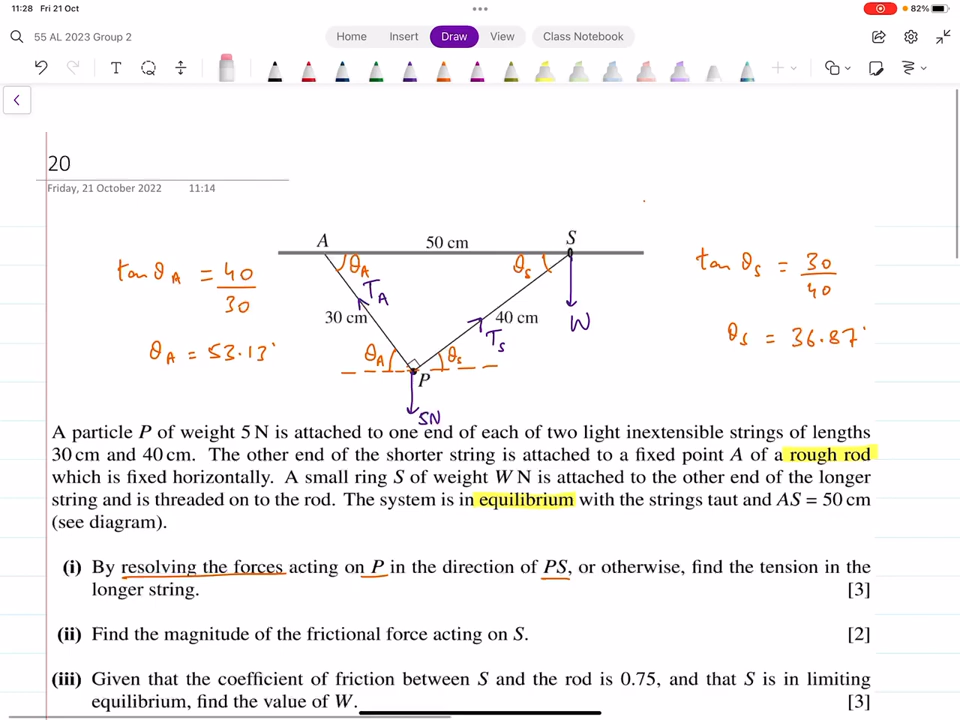 11:28 Fri 21 Oct
82%
55 AL 2023 Group 2
Home Insert Draw View Class Notebook
T
20
Friday, 21 October 2022 11:14
A 50 cm S
tan θA = 40/30
θA θS
tan θS = 30/40
TA
30 cm 40 cm W
TS
θA = 53.13°
θS = 36.87°
θA θS
P
5N
A particle P of weight 5 N is attached to one end of each of two light inextensible strings of lengths
30 cm and 40 cm. The other end of the shorter string is attached to a fixed point A of a rough rod
which is fixed horizontally. A small ring S of weight W N is attached to the other end of the longer
string and is threaded on to the rod. The system is in equilibrium with the strings taut and AS = 50 cm
(see diagram).
(i) By resolving the forces acting on P in the direction of PS, or otherwise, find the tension in the
longer string. [3]
(ii) Find the magnitude of the frictional force acting on S. [2]
(iii) Given that the coefficient of friction between S and the rod is 0.75, and that S is in limiting
equilibrium, find the value of W. [3]